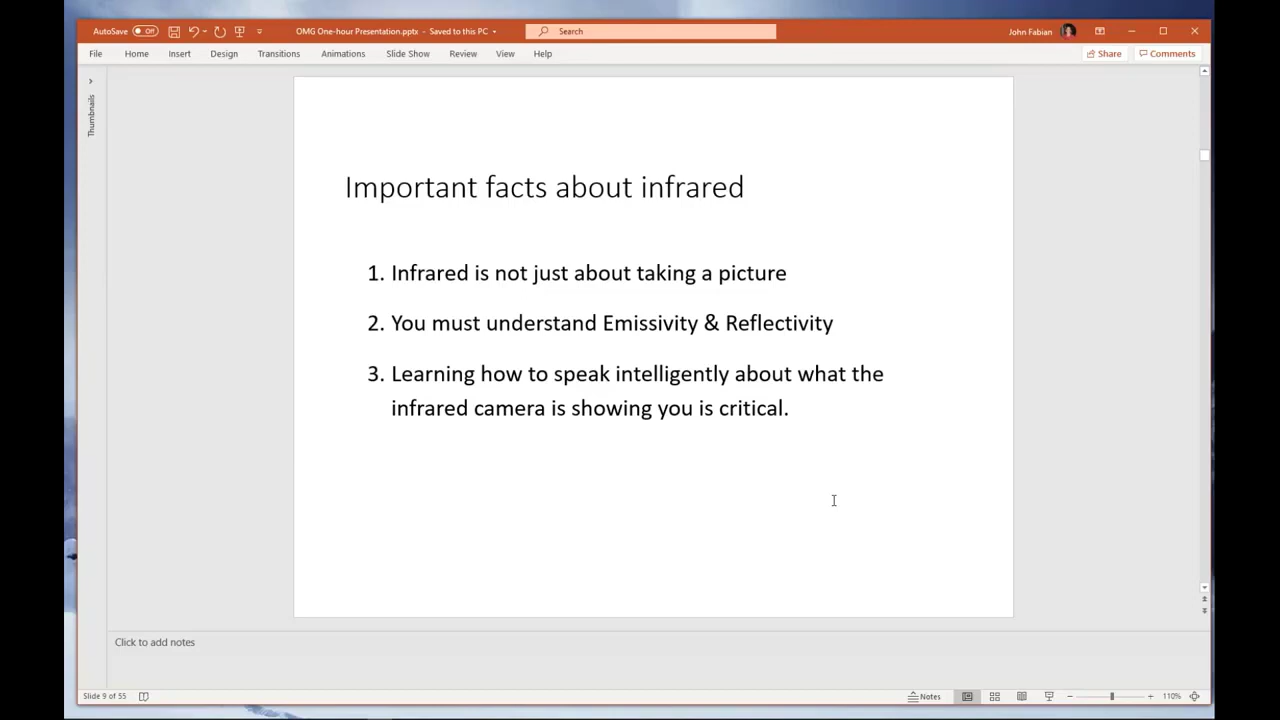 AutoSave Off OMG One-hour Presentation.pptx - Saved to this PC Search John Fabian
File Home Insert Design Transitions Animations Slide Show Review View Help Share Comments
Thumbnails
Important facts about infrared
1. Infrared is not just about taking a picture
2. You must understand Emissivity & Reflectivity
3. Learning how to speak intelligently about what the
infrared camera is showing you is critical.
Click to add notes
Slide 9 of 55 Notes 110%